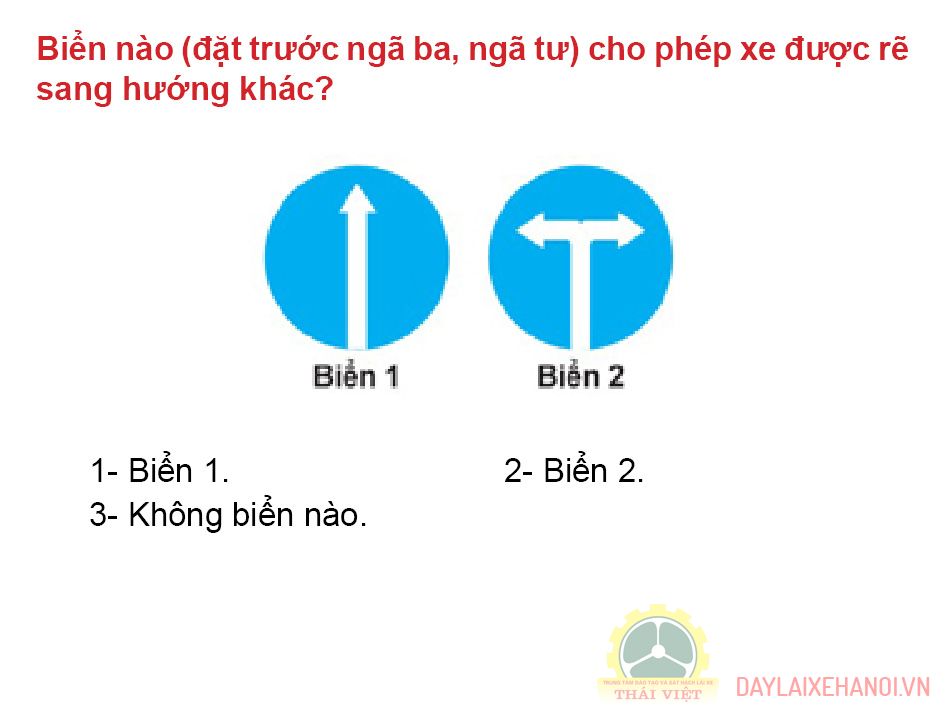 Biển nào (đặt trước ngã ba, ngã tư) cho phép xe được rẽ
sang hướng khác?
Biển 1
Biển 2
1- Biển 1.
2- Biển 2.
3- Không biển nào.
TRUNG TÂM ĐÀO TẠO VÀ SÁT HẠCH LÁI XE
THÁI VIỆT
DAYLAIXEHANOI.VN